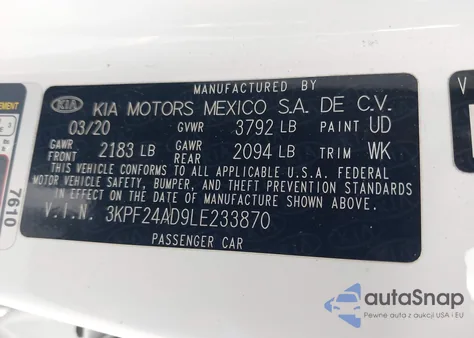 MANUFACTURED BY
KIA KIA MOTORS MEXICO S.A. DE C.V.
03/20 GVWR 3792 LB PAINT UD
GAWR FRONT 2183 LB GAWR REAR 2094 LB TRIM WK
THIS VEHICLE CONFORMS TO ALL APPLICABLE U.S.A. FEDERAL
MOTOR VEHICLE SAFETY, BUMPER, AND THEFT PREVENTION STANDARDS
IN EFFECT ON THE DATE OF MANUFACTURE SHOWN ABOVE.
V.I.N. 3KPF24AD9LE233870
PASSENGER CAR
7610
autoSnap
Pewne auta z aukcji USA i EU